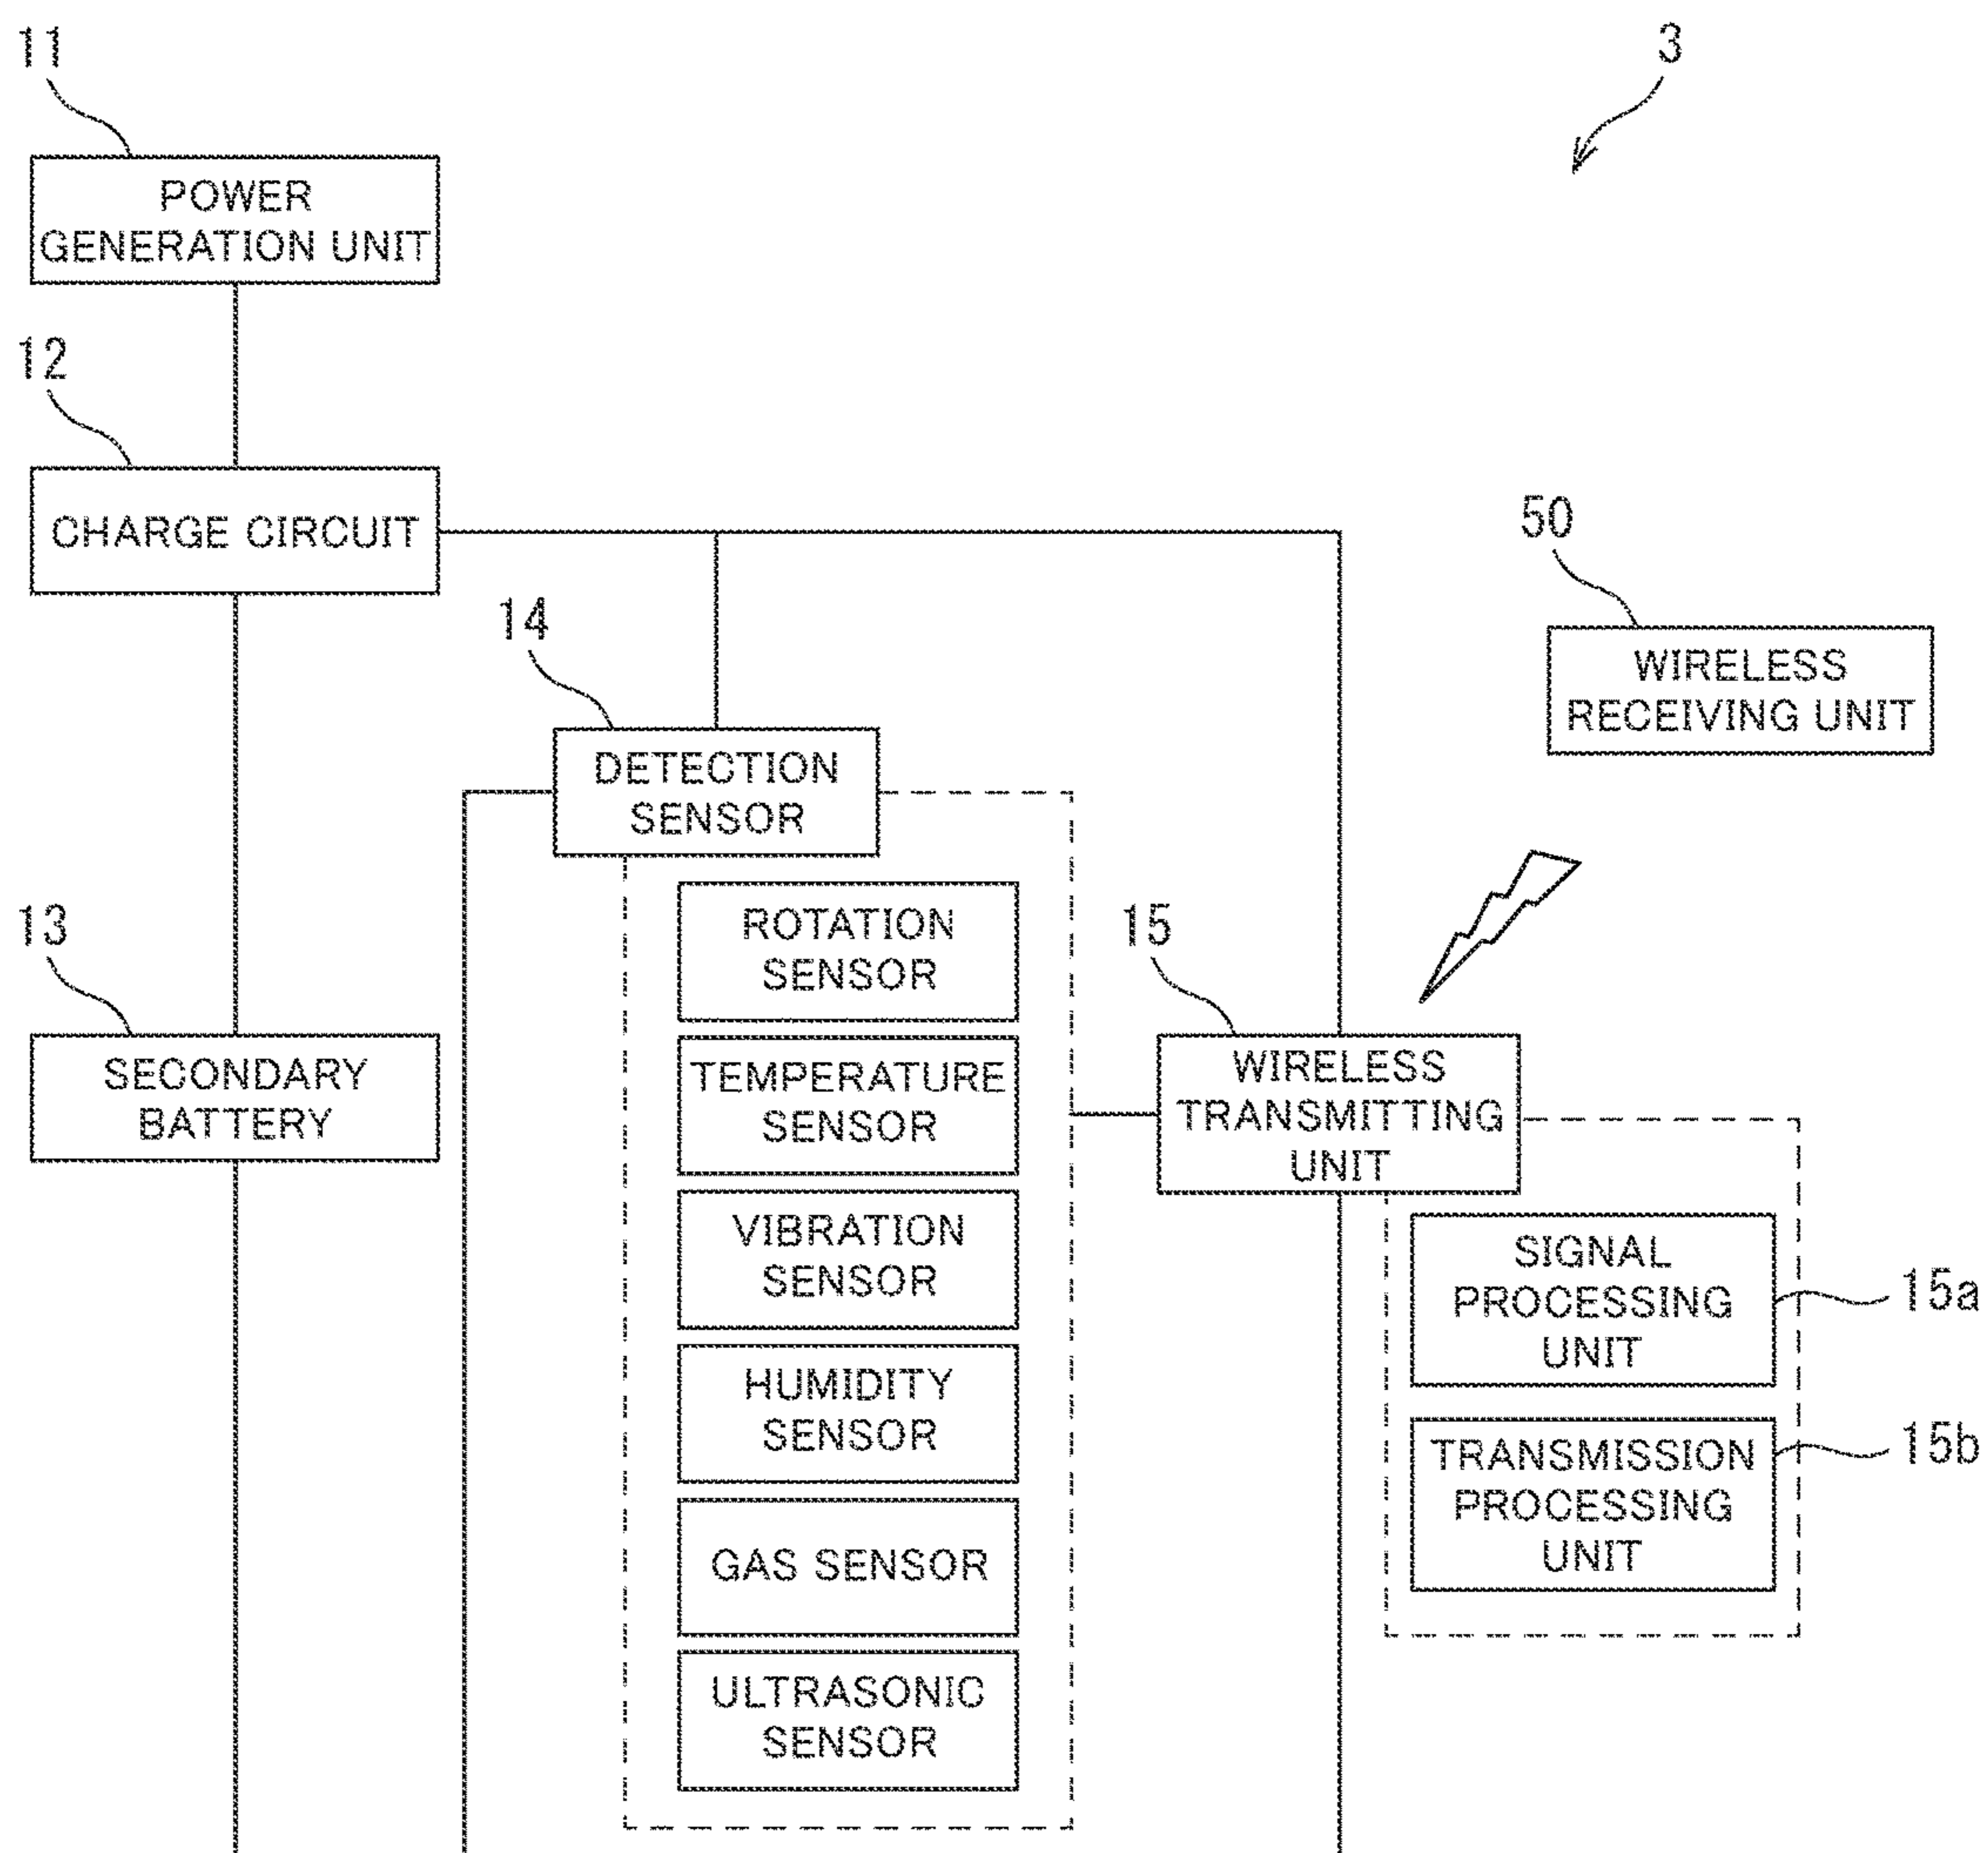 11
3
POWER
GENERATION UNIT
12
CHARGE CIRCUIT
50
WIRELESS
RECEIVING UNIT
14
DETECTION
SENSOR
13
SECONDARY
BATTERY
ROTATION
SENSOR
TEMPERATURE
SENSOR
VIBRATION
SENSOR
HUMIDITY
SENSOR
GAS SENSOR
ULTRASONIC
SENSOR
15
WIRELESS
TRANSMITTING
UNIT
SIGNAL
PROCESSING
UNIT
15a
TRANSMISSION
PROCESSING
UNIT
15b